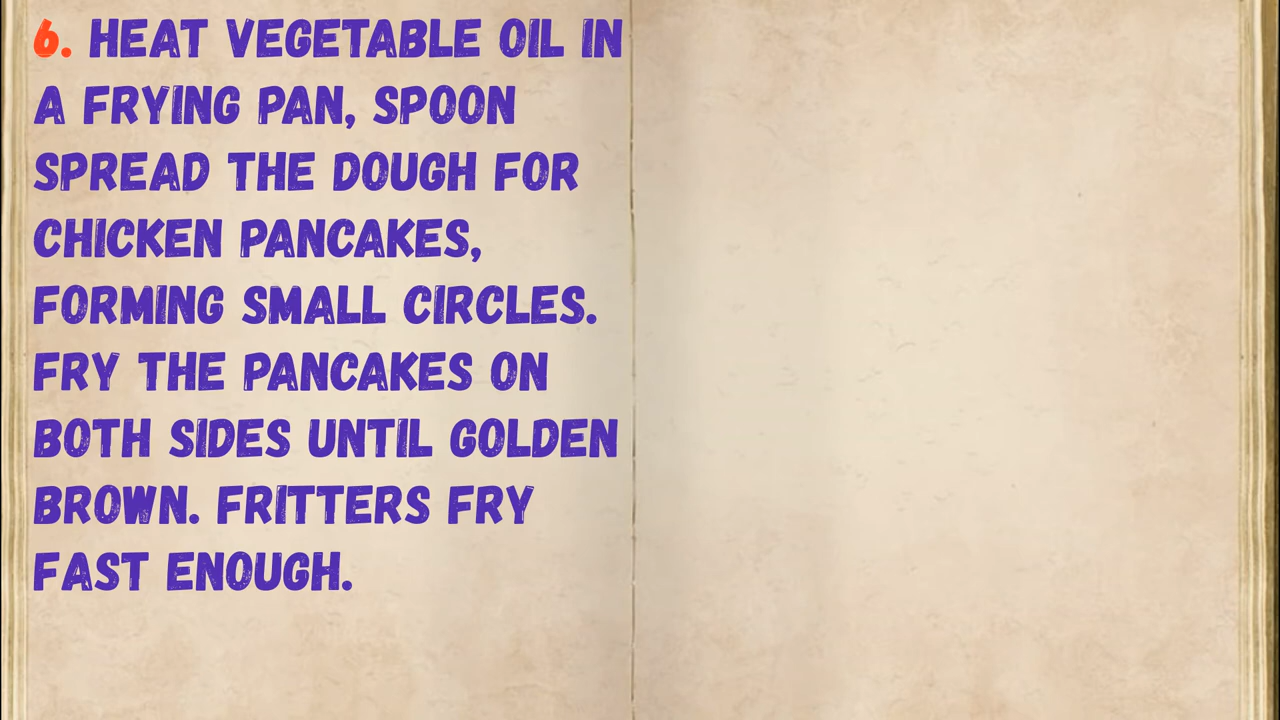 6. HEAT VEGETABLE OIL IN
A FRYING PAN, SPOON
SPREAD THE DOUGH FOR
CHICKEN PANCAKES,
FORMING SMALL CIRCLES.
FRY THE PANCAKES ON
BOTH SIDES UNTIL GOLDEN
BROWN. FRITTERS FRY
FAST ENOUGH.